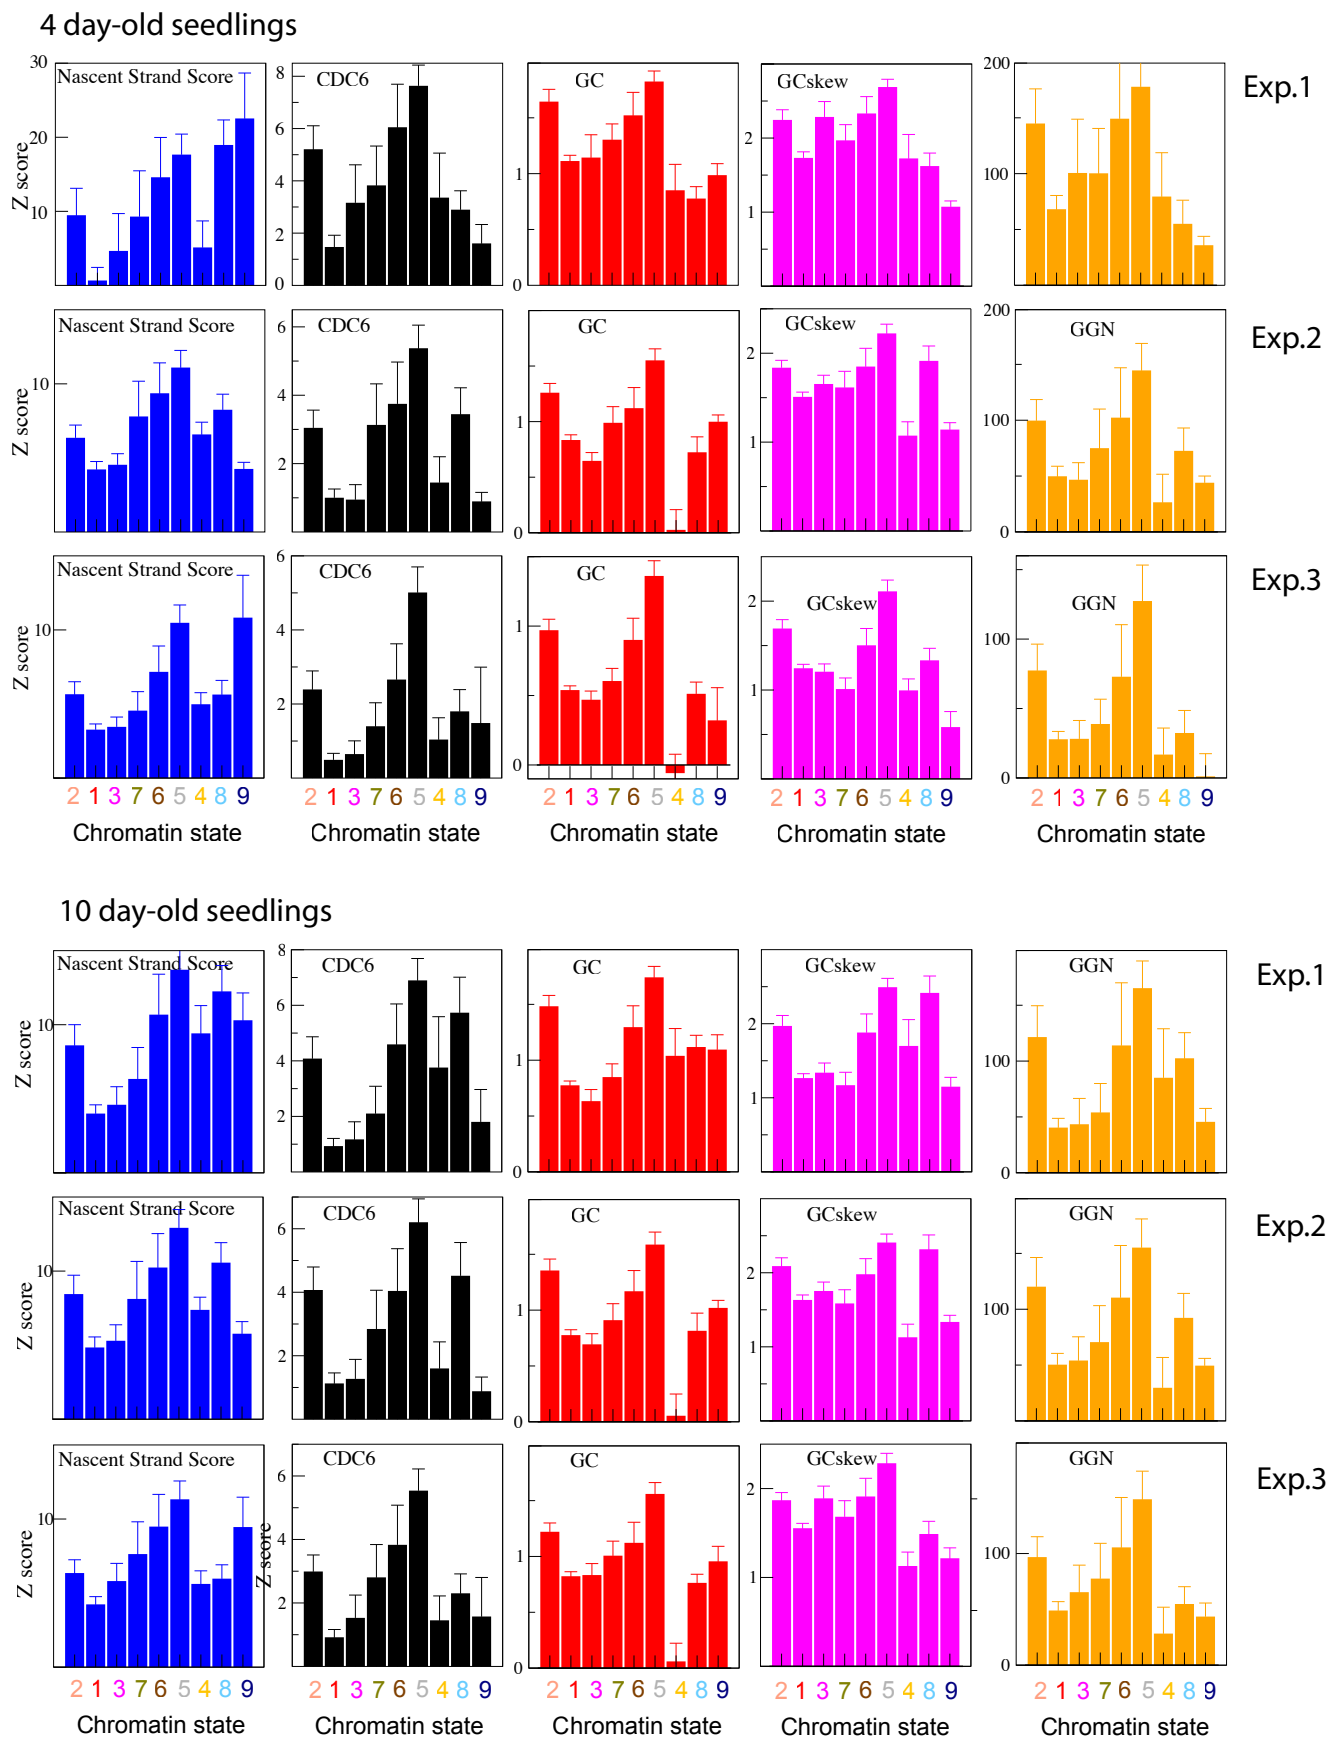 4 day-old seedlings
Nascent Strand Score
CDC6
GC
GCskew
Exp.1
Z score
30
20
10
8
6
4
2
0
1
0
2
1
200
100
Nascent Strand Score
CDC6
GC
GCskew
GGN
Exp.2
Z score
10
6
4
2
1
0
2
1
200
100
0
Nascent Strand Score
CDC6
GC
GCskew
GGN
Exp.3
Z score
10
6
4
2
1
0
2
1
100
0
2 1 3 7 6 5 4 8 9
2 1 3 7 6 5 4 8 9
2 1 3 7 6 5 4 8 9
2 1 3 7 6 5 4 8 9
2 1 3 7 6 5 4 8 9
Chromatin state
Chromatin state
Chromatin state
Chromatin state
Chromatin state
10 day-old seedlings
Nascent Strand Score
CDC6
GC
GCskew
GGN
Exp.1
Z score
10
8
6
4
2
1
0
2
1
100
0
Nascent Strand Score
CDC6
GC
GCskew
GGN
Exp.2
Z score
10
6
4
2
1
0
2
1
100
Nascent Strand Score
CDC6
GC
GCskew
GGN
Exp.3
Z score
10
Z score
6
4
2
1
0
2
1
100
0
2 1 3 7 6 5 4 8 9
2 1 3 7 6 5 4 8 9
2 1 3 7 6 5 4 8 9
2 1 3 7 6 5 4 8 9
2 1 3 7 6 5 4 8 9
Chromatin state
Chromatin state
Chromatin state
Chromatin state
Chromatin state